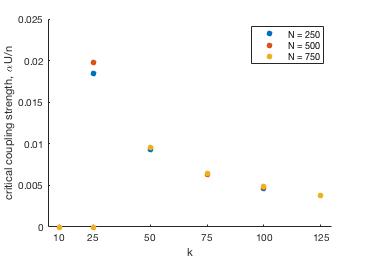 0.025
0.02
0.015
0.01
0.005
0
critical coupling strength, α U/n
N = 250
N = 500
N = 750
10 25 50 75 100 125
k